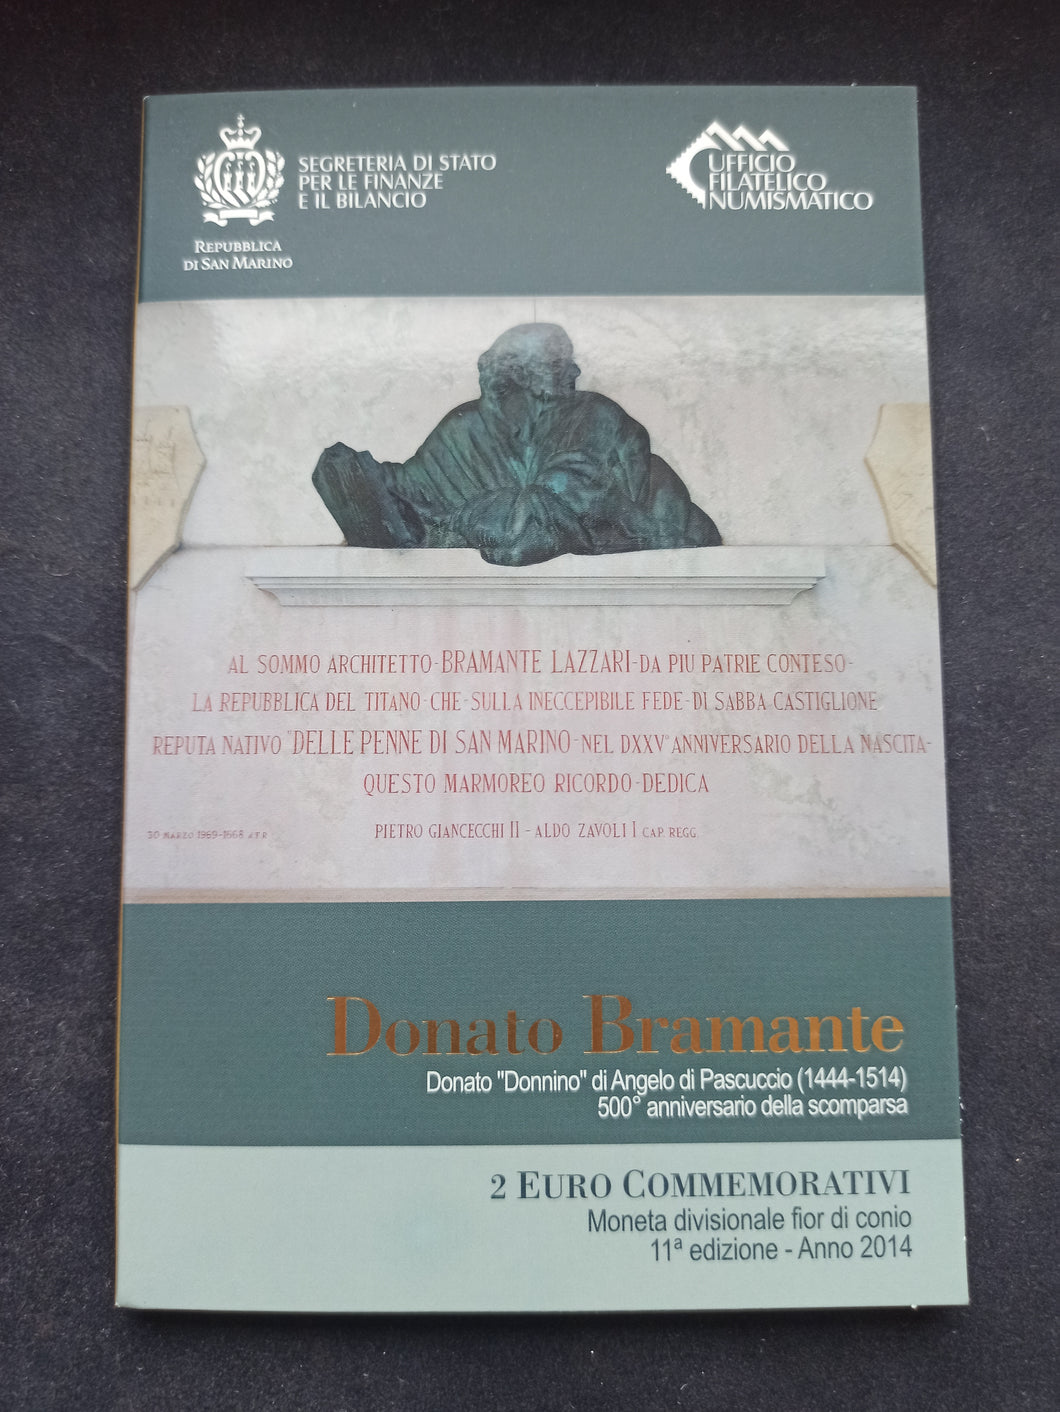 SEGRETERIA DI STATO
PER LE FINANZE
E IL BILANCIO
REPUBBLICA
DI SAN MARINO
UFFICIO
FILATELICO
NUMISMATICO
AL SOMMO ARCHITETTO-BRAMANTE LAZZARI-DA PIU PATRIE CONTESO-
LA REPUBBLICA DEL TITANO-CHE-SULLA INECCEPIBILE FEDE-DI SABBA CASTIGLIONE
REPUTA NATIVO "DELLE PENNE DI SAN MARINO-NEL DXXV° ANNIVERSARIO DELLA NASCITA-
QUESTO MARMOREO RICORDO-DEDICA
30 MARZO 1969-1668 A.F.R
PIETRO GIANCECCHI II - ALDO ZAVOLI I CAP. REGG.
Donato Bramante
Donato "Donnino" di Angelo di Pascuccio (1444-1514)
500° anniversario della scomparsa
2 EURO COMMEMORATIVI
Moneta divisionale fior di conio
11ª edizione - Anno 2014